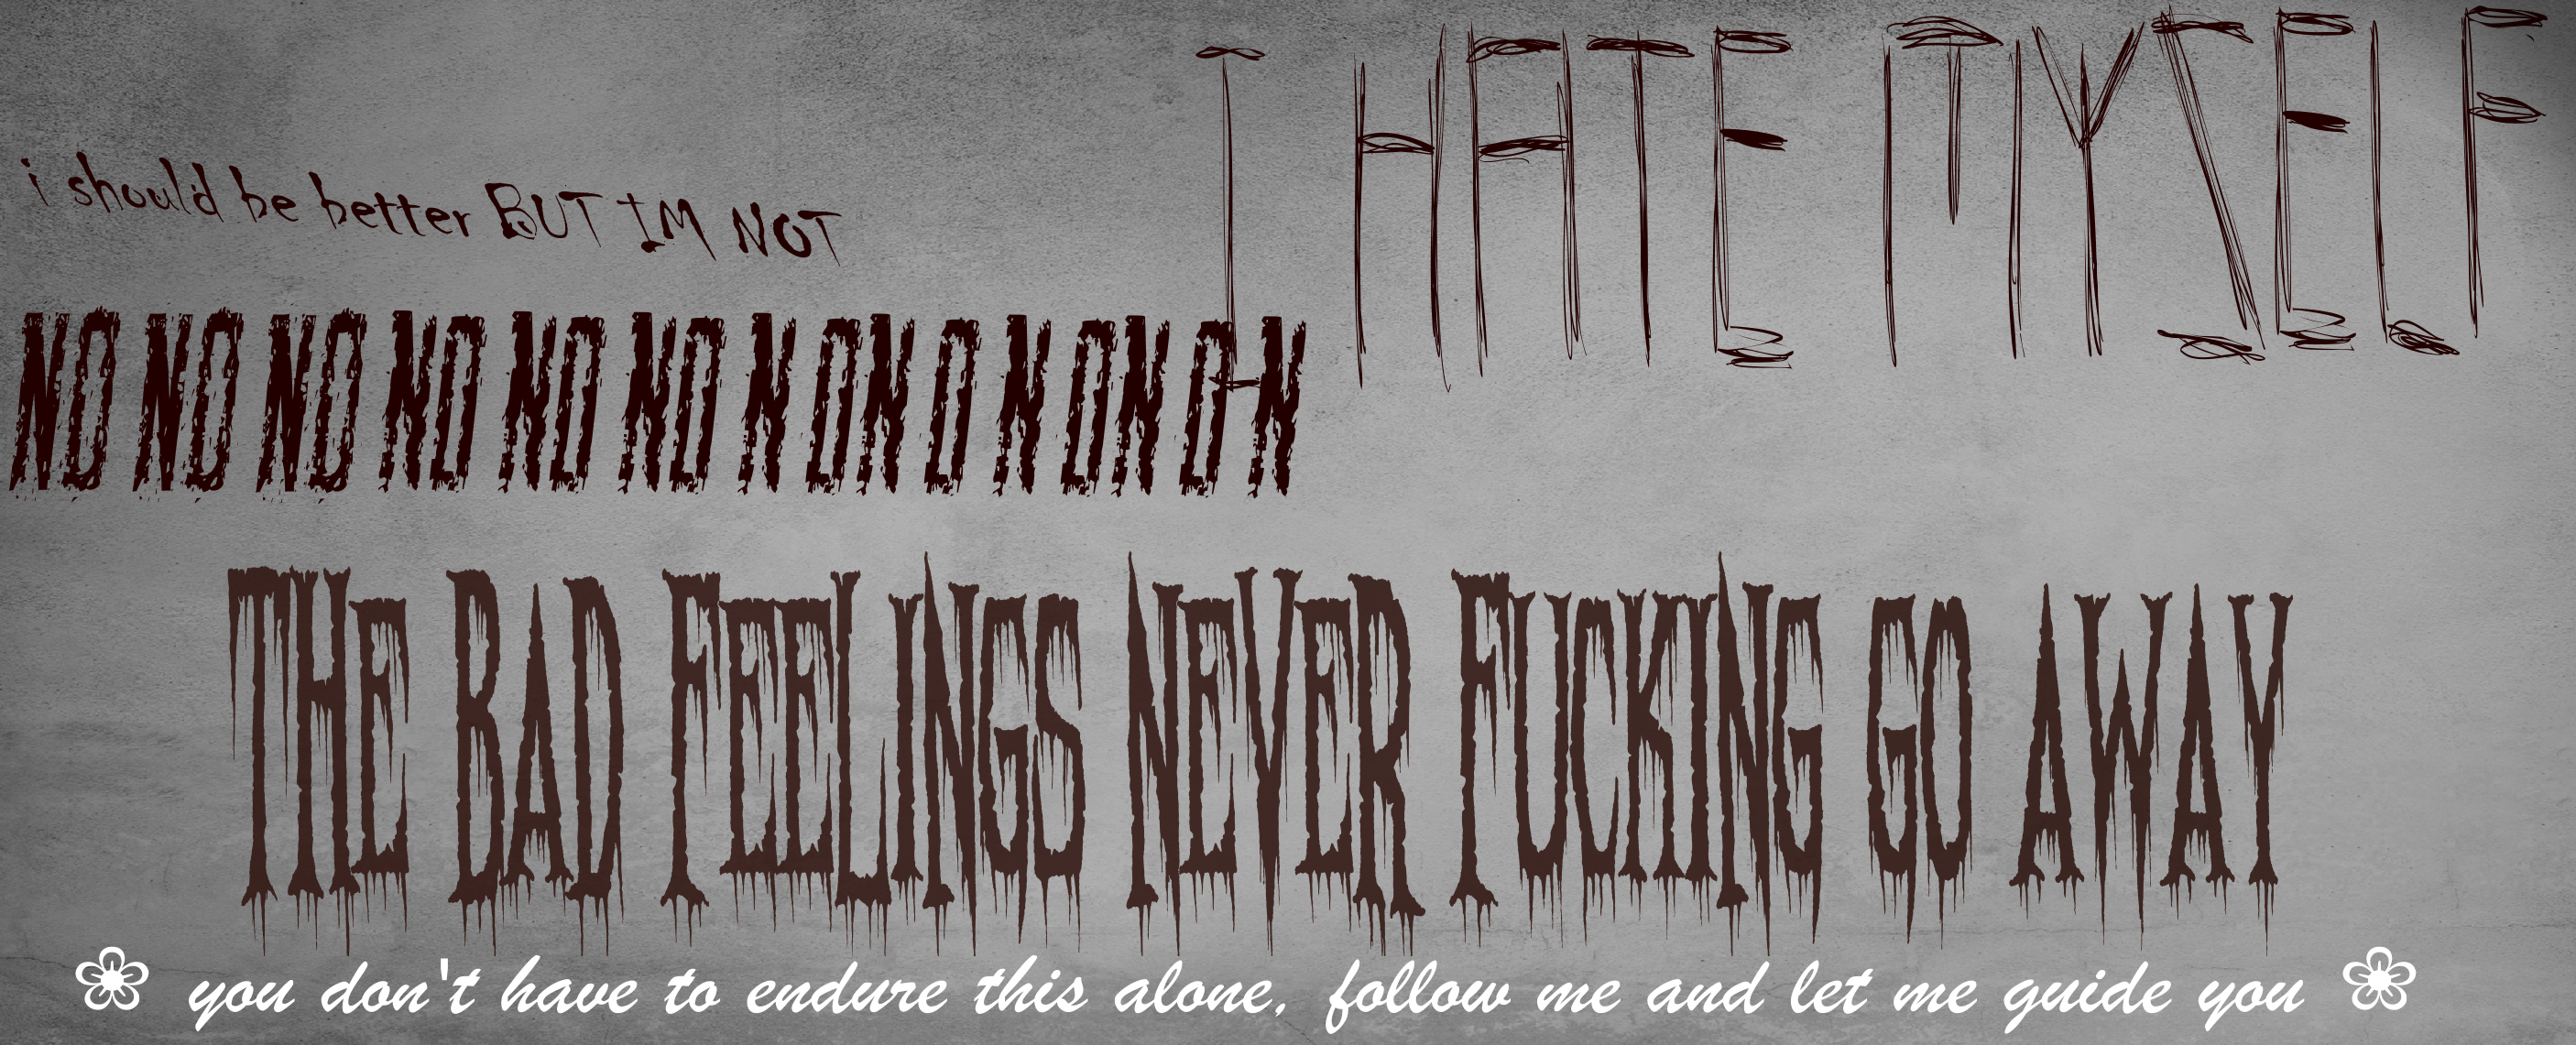 I HATE MYSELF
i should be better BUT IM NOT
NO NO NO NO NO NO N ON O N ON O N
THE BAD FEELINGS NEVER FUCKING GO AWAY
❀ you don't have to endure this alone, follow me and let me guide you ❀